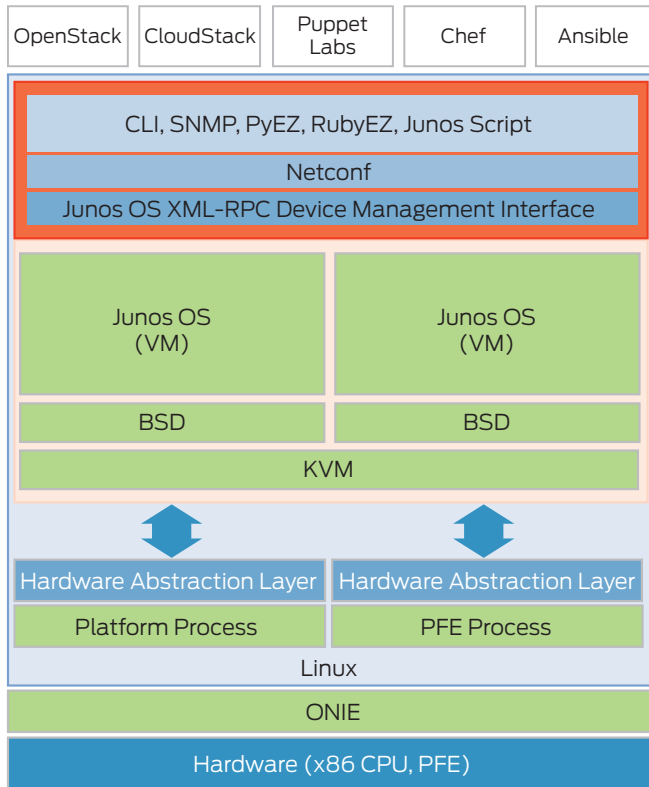 OpenStack
CloudStack
Puppet
Labs
Chef
Ansible
CLI, SNMP, PyEZ, RubyEZ, Junos Script
Netconf
Junos OS XML-RPC Device Management Interface
Junos OS
(VM)
Junos OS
(VM)
BSD
BSD
KVM
Hardware Abstraction Layer
Hardware Abstraction Layer
Platform Process
PFE Process
Linux
ONIE
Hardware (x86 CPU, PFE)